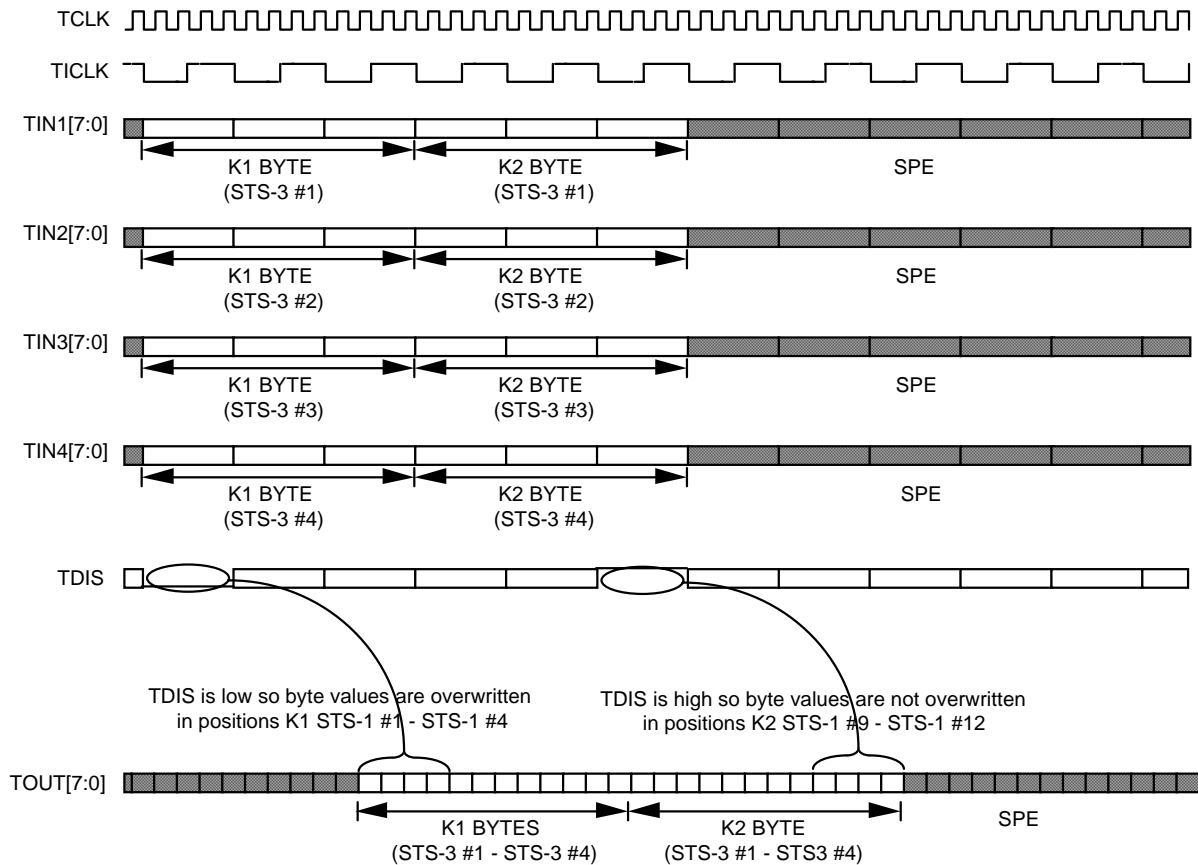 TCLK
TICLK
TIN1[7:0]
K1 BYTE
(STS-3 #1)
K2 BYTE
(STS-3 #1)
SPE
TIN2[7:0]
K1 BYTE
(STS-3 #2)
K2 BYTE
(STS-3 #2)
SPE
TIN3[7:0]
K1 BYTE
(STS-3 #3)
K2 BYTE
(STS-3 #3)
SPE
TIN4[7:0]
K1 BYTE
(STS-3 #4)
K2 BYTE
(STS-3 #4)
SPE
TDIS
TDIS is low so byte values are overwritten
in positions K1 STS-1 #1 - STS-1 #4
TDIS is high so byte values are not overwritten
in positions K2 STS-1 #9 - STS-1 #12
TOUT[7:0]
K1 BYTES
(STS-3 #1 - STS-3 #4)
K2 BYTE
(STS-3 #1 - STS3 #4)
SPE